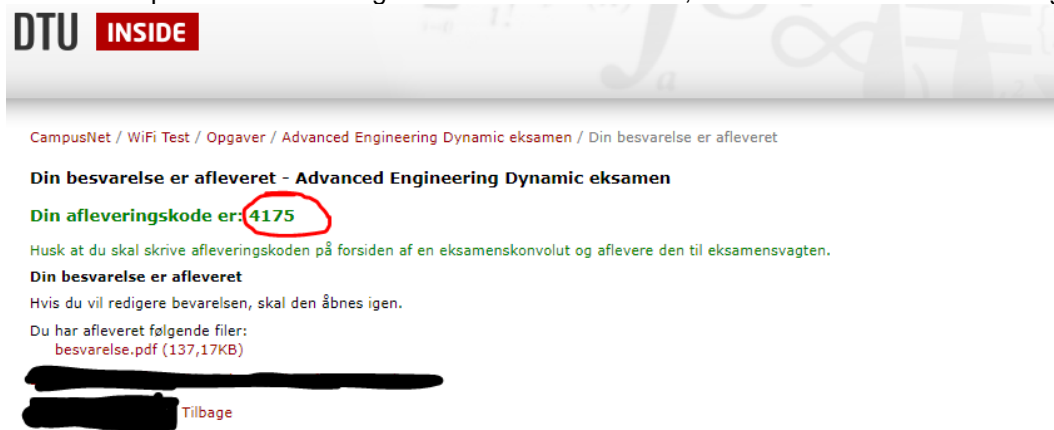 DTU INSIDE
CampusNet / WiFi Test / Opgaver / Advanced Engineering Dynamic eksamen / Din besvarelse er afleveret
Din besvarelse er afleveret - Advanced Engineering Dynamic eksamen
Din afleveringskode er: 4175
Husk at du skal skrive afleveringskoden på forsiden af en eksamenskonvolut og aflevere den til eksamensvagten.
Din besvarelse er afleveret
Hvis du vil redigere bevarelsen, skal den åbnes igen.
Du har afleveret følgende filer:
besvarelse.pdf (137,17KB)
Tilbage